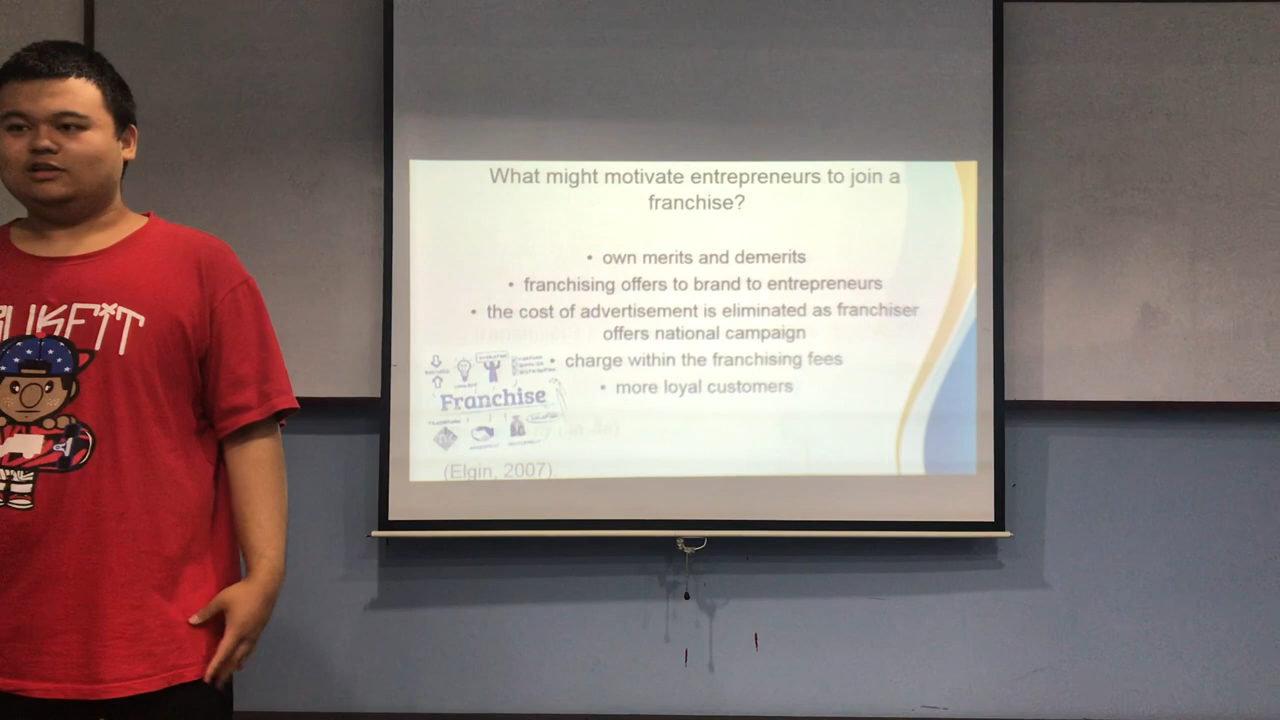 What might motivate entrepreneurs to join a
franchise?
• own merits and demerits
• franchising offers to brand to entrepreneurs
• the cost of advertisement is eliminated as franchiser
offers national campaign
• charge within the franchising fees
• more loyal customers
Franchise
(Elgin, 2007)